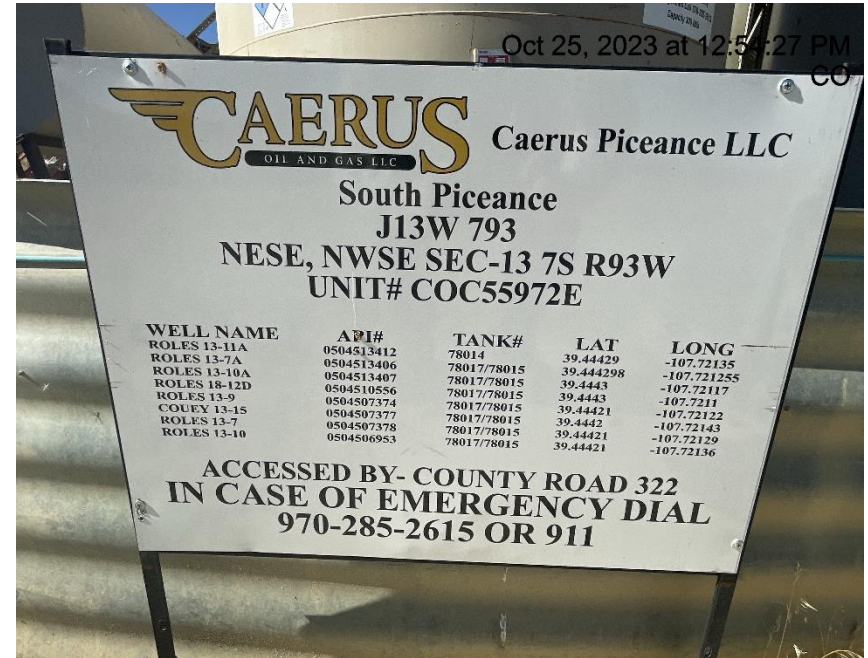 Oct 25, 2023 at 12:54:27 PM
CO
CAERUS
OIL AND GAS LLC
Caerus Piceance LLC
South Piceance
J13W 793
NESE, NWSE SEC-13 7S R93W
UNIT# COC55972E
WELL NAME API# TANK# LAT LONG
ROLES 13-11A 0504513412 78014 39.44429 -107.72135
ROLES 13-7A 0504513406 78017/78015 39.444298 -107.721255
ROLES 13-10A 0504513407 78017/78015 39.4443 -107.72117
ROLES 18-12D 0504510556 78017/78015 39.4443 -107.7211
ROLES 13-9 0504507374 78017/78015 39.44421 -107.72122
COUEY 13-15 0504507377 78017/78015 39.4442 -107.72143
ROLES 13-7 0504507378 78017/78015 39.44421 -107.72129
ROLES 13-10 0504506953 78017/78015 39.44421 -107.72136
ACCESSED BY- COUNTY ROAD 322
IN CASE OF EMERGENCY DIAL
970-285-2615 OR 911